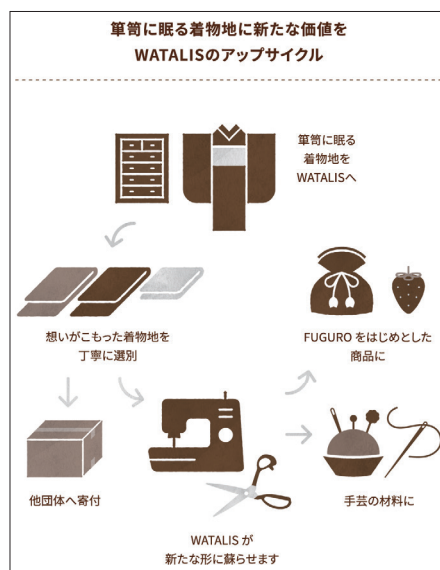 箪笥に眠る着物地に新たな価値を
WATALISのアップサイクル
箪笥に眠る
着物地を
WATALISへ
想いがこもった着物地を
丁寧に選別
FUGURO をはじめとした
商品に
他団体へ寄付
手芸の材料に
WATALIS が
新たな形に蘇らせます